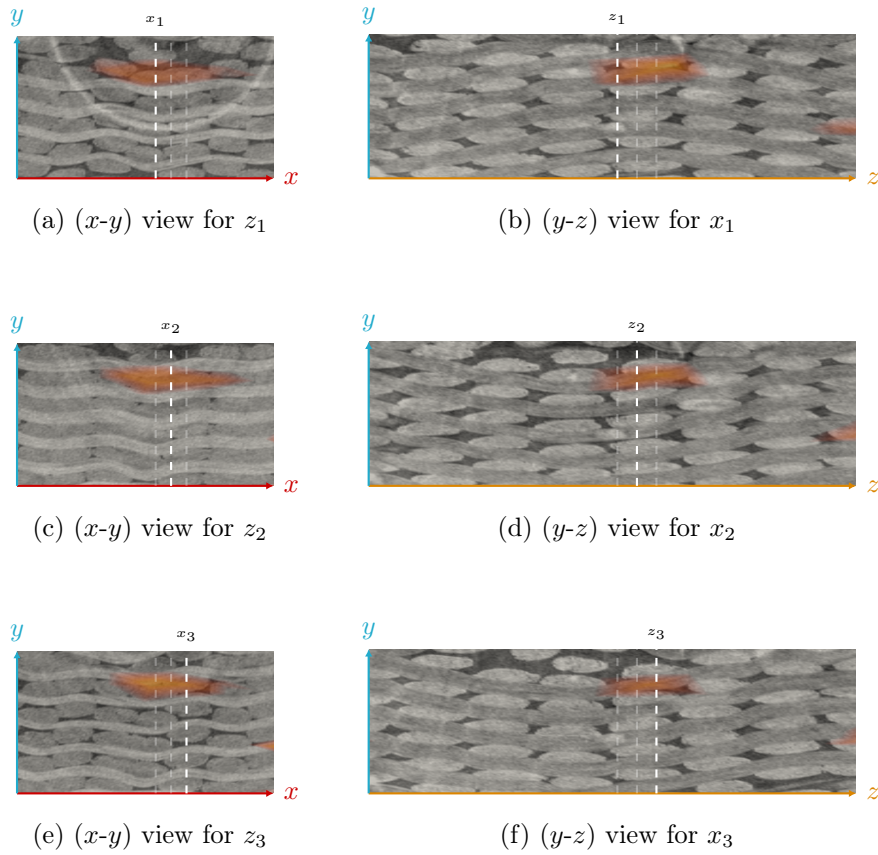 y
x₁
x
(a) (x-y) view for z₁
y
z₁
z
(b) (y-z) view for x₁
y
x₂
x
(c) (x-y) view for z₂
y
z₂
z
(d) (y-z) view for x₂
y
x₃
x
(e) (x-y) view for z₃
y
z₃
z
(f) (y-z) view for x₃